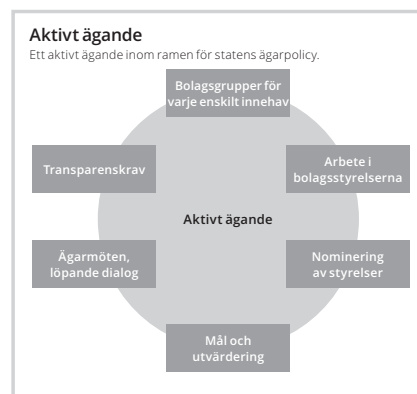 Aktivt ägande
Ett aktivt ägande inom ramen för statens ägarpolicy.
Bolagsgrupper för
varje enskilt innehav
Transparenskrav
Arbete i
bolagsstyrelserna
Aktivt ägande
Ägarmöten,
löpande dialog
Nominering
av styrelser
Mål och
utvärdering